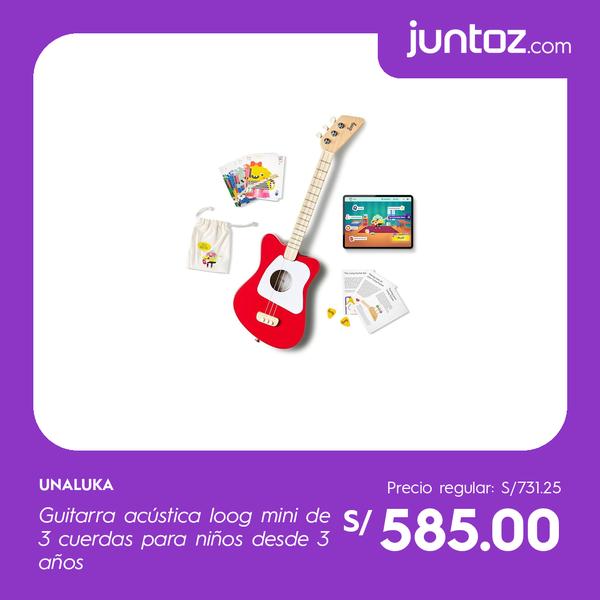 juntoz.com
loog
UNALUKA
Precio regular: S/731.25
Guitarra acústica loog mini de
3 cuerdas para niños desde 3
años
S/ 585.00